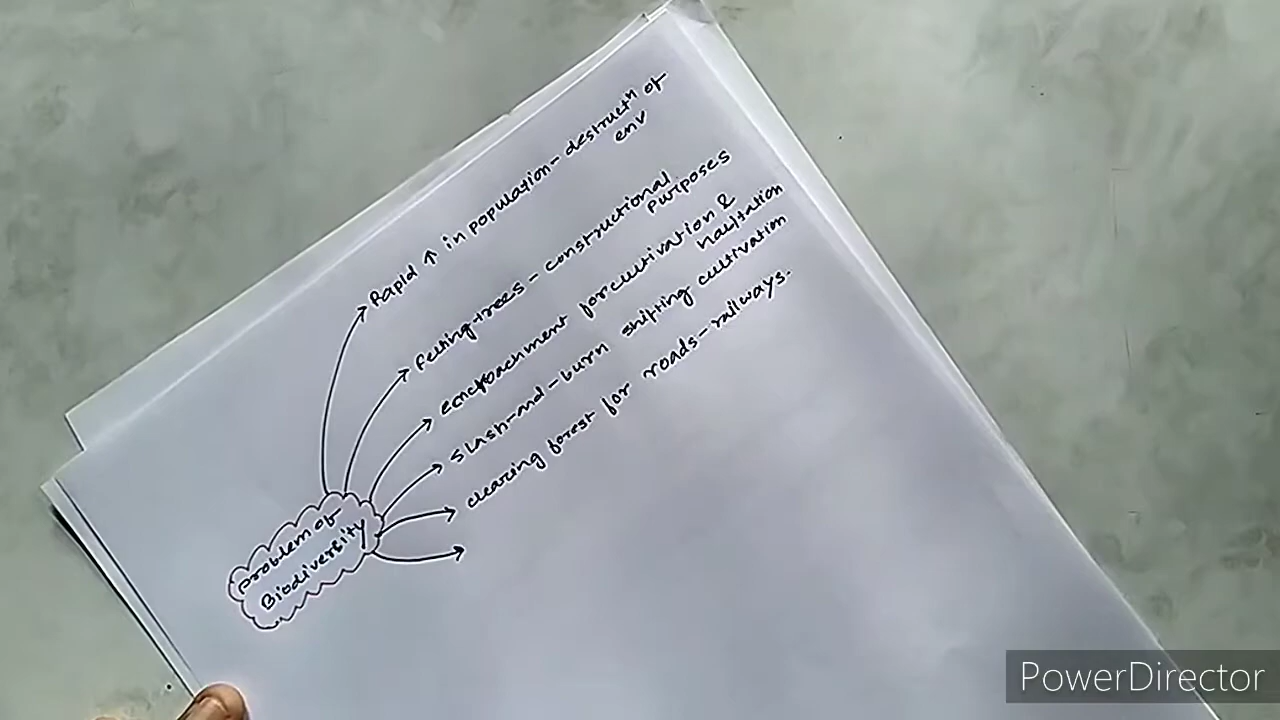 Rapid ↑ in population - destructⁿ of
env
Felling trees - constructional
purposes
encroachment for cultivation &
habitation
slash-and-burn shifting cultivation
clearing forest for roads - railways.
Problem of
Biodiversity
PowerDirector